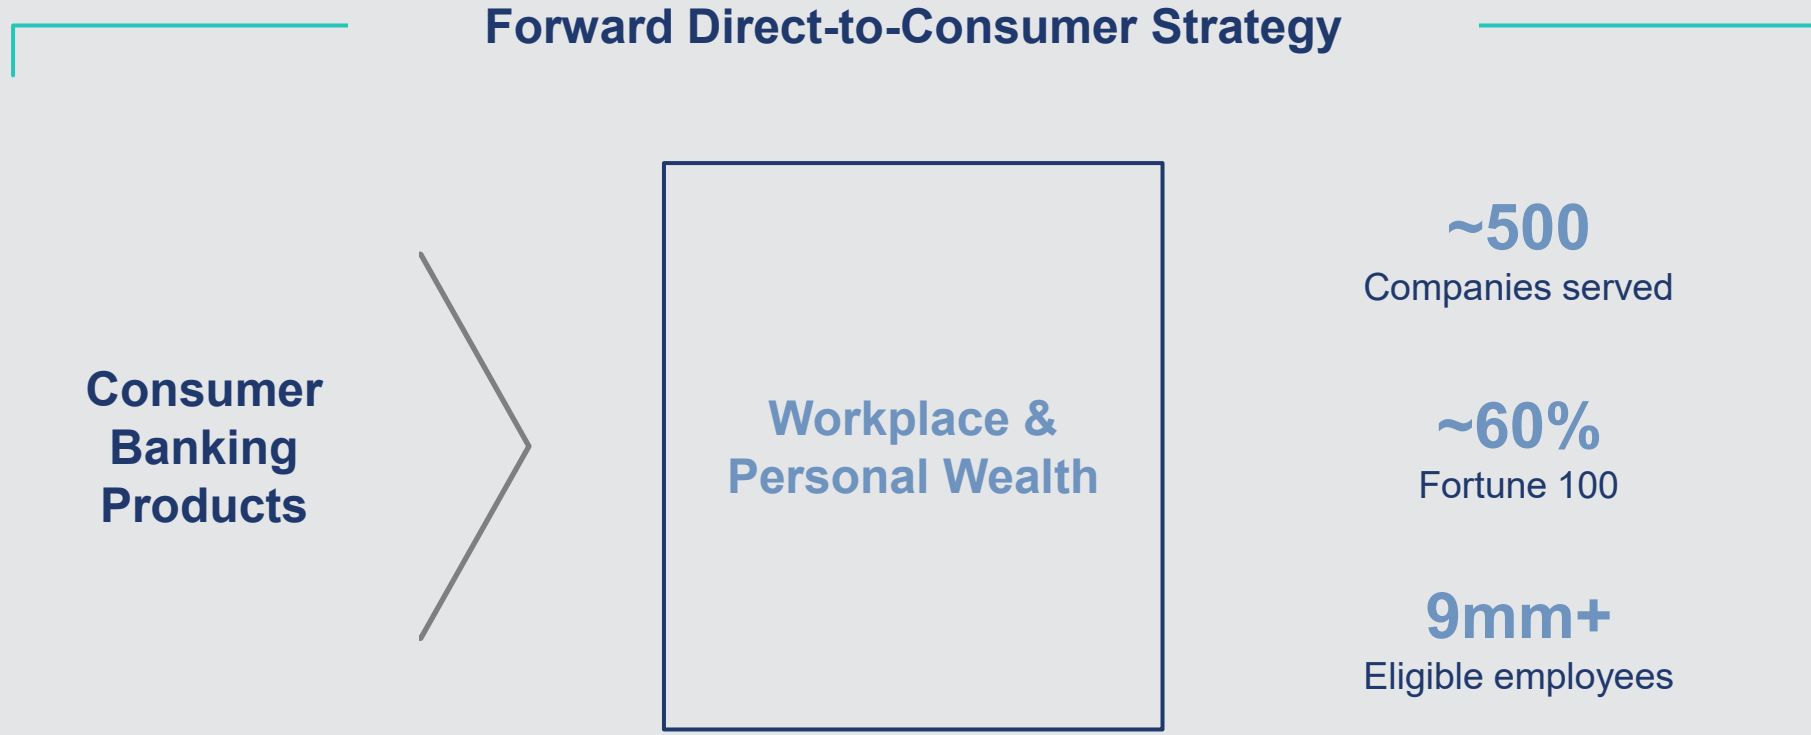 Forward Direct-to-Consumer Strategy
Consumer
Banking
Products
Workplace &
Personal Wealth
~500
Companies served
~60%
Fortune 100
9mm+
Eligible employees